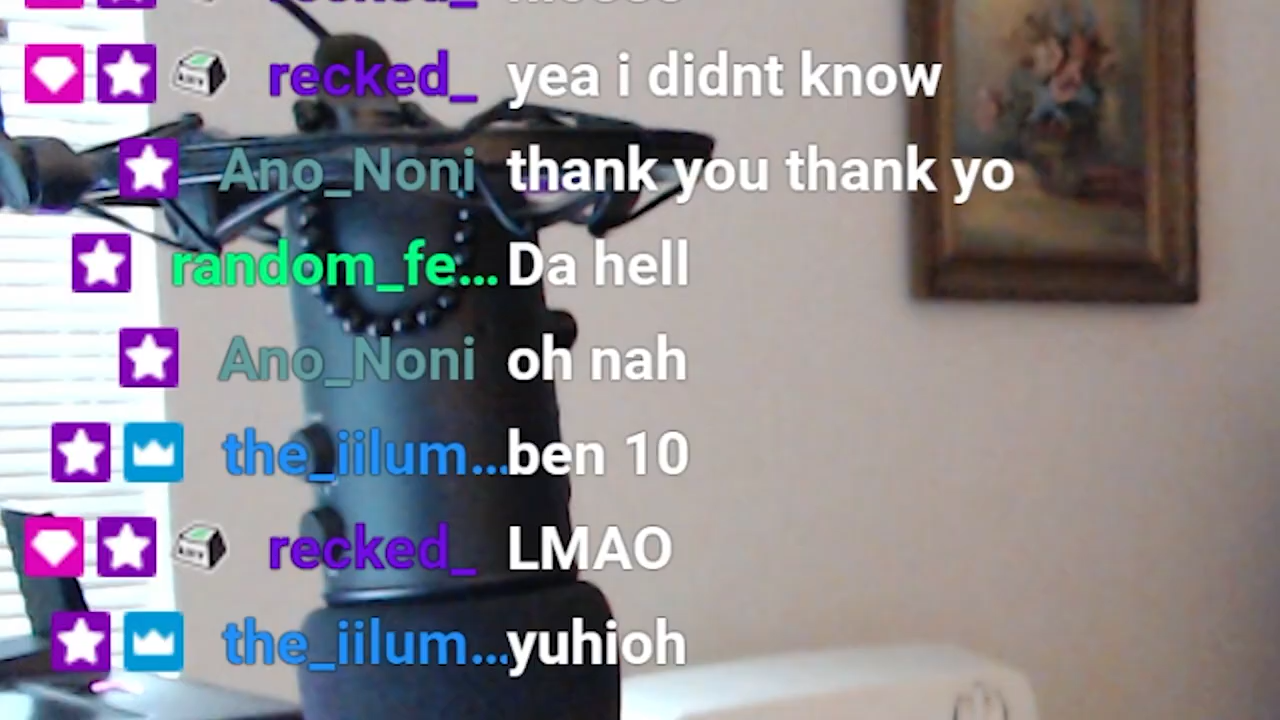 recked_ yea i didnt know
Ano_Noni thank you thank yo
random_fe... Da hell
Ano_Noni oh nah
the_iilum... ben 10
recked_ LMAO
the_iilum... yuhioh